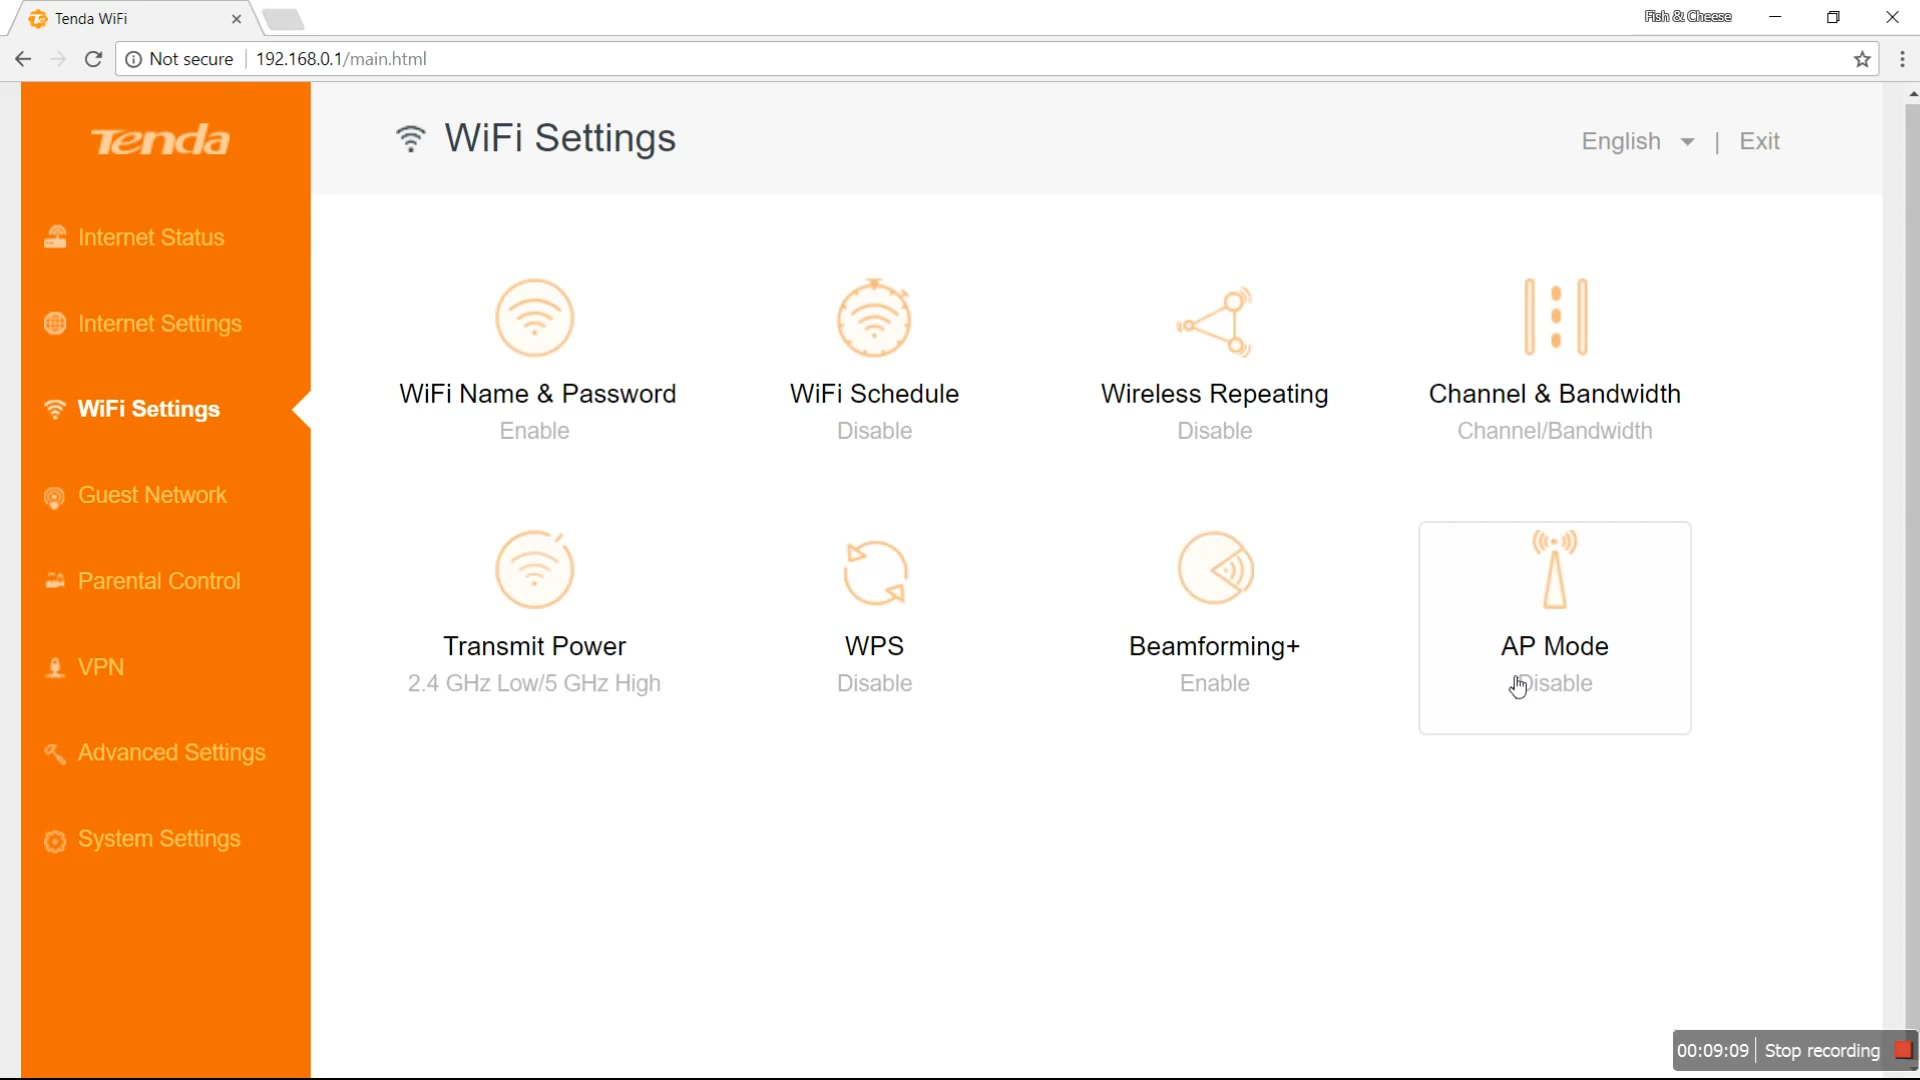 Tenda WiFi
Fish & Cheese
Not secure 192.168.0.1/main.html
Tenda
WiFi Settings
English | Exit
Internet Status
Internet Settings
WiFi Settings
Guest Network
Parental Control
VPN
Advanced Settings
System Settings
WiFi Name & Password
Enable
WiFi Schedule
Disable
Wireless Repeating
Disable
Channel & Bandwidth
Channel/Bandwidth
Transmit Power
2.4 GHz Low/5 GHz High
WPS
Disable
Beamforming+
Enable
AP Mode
Disable
00:09:09 Stop recording